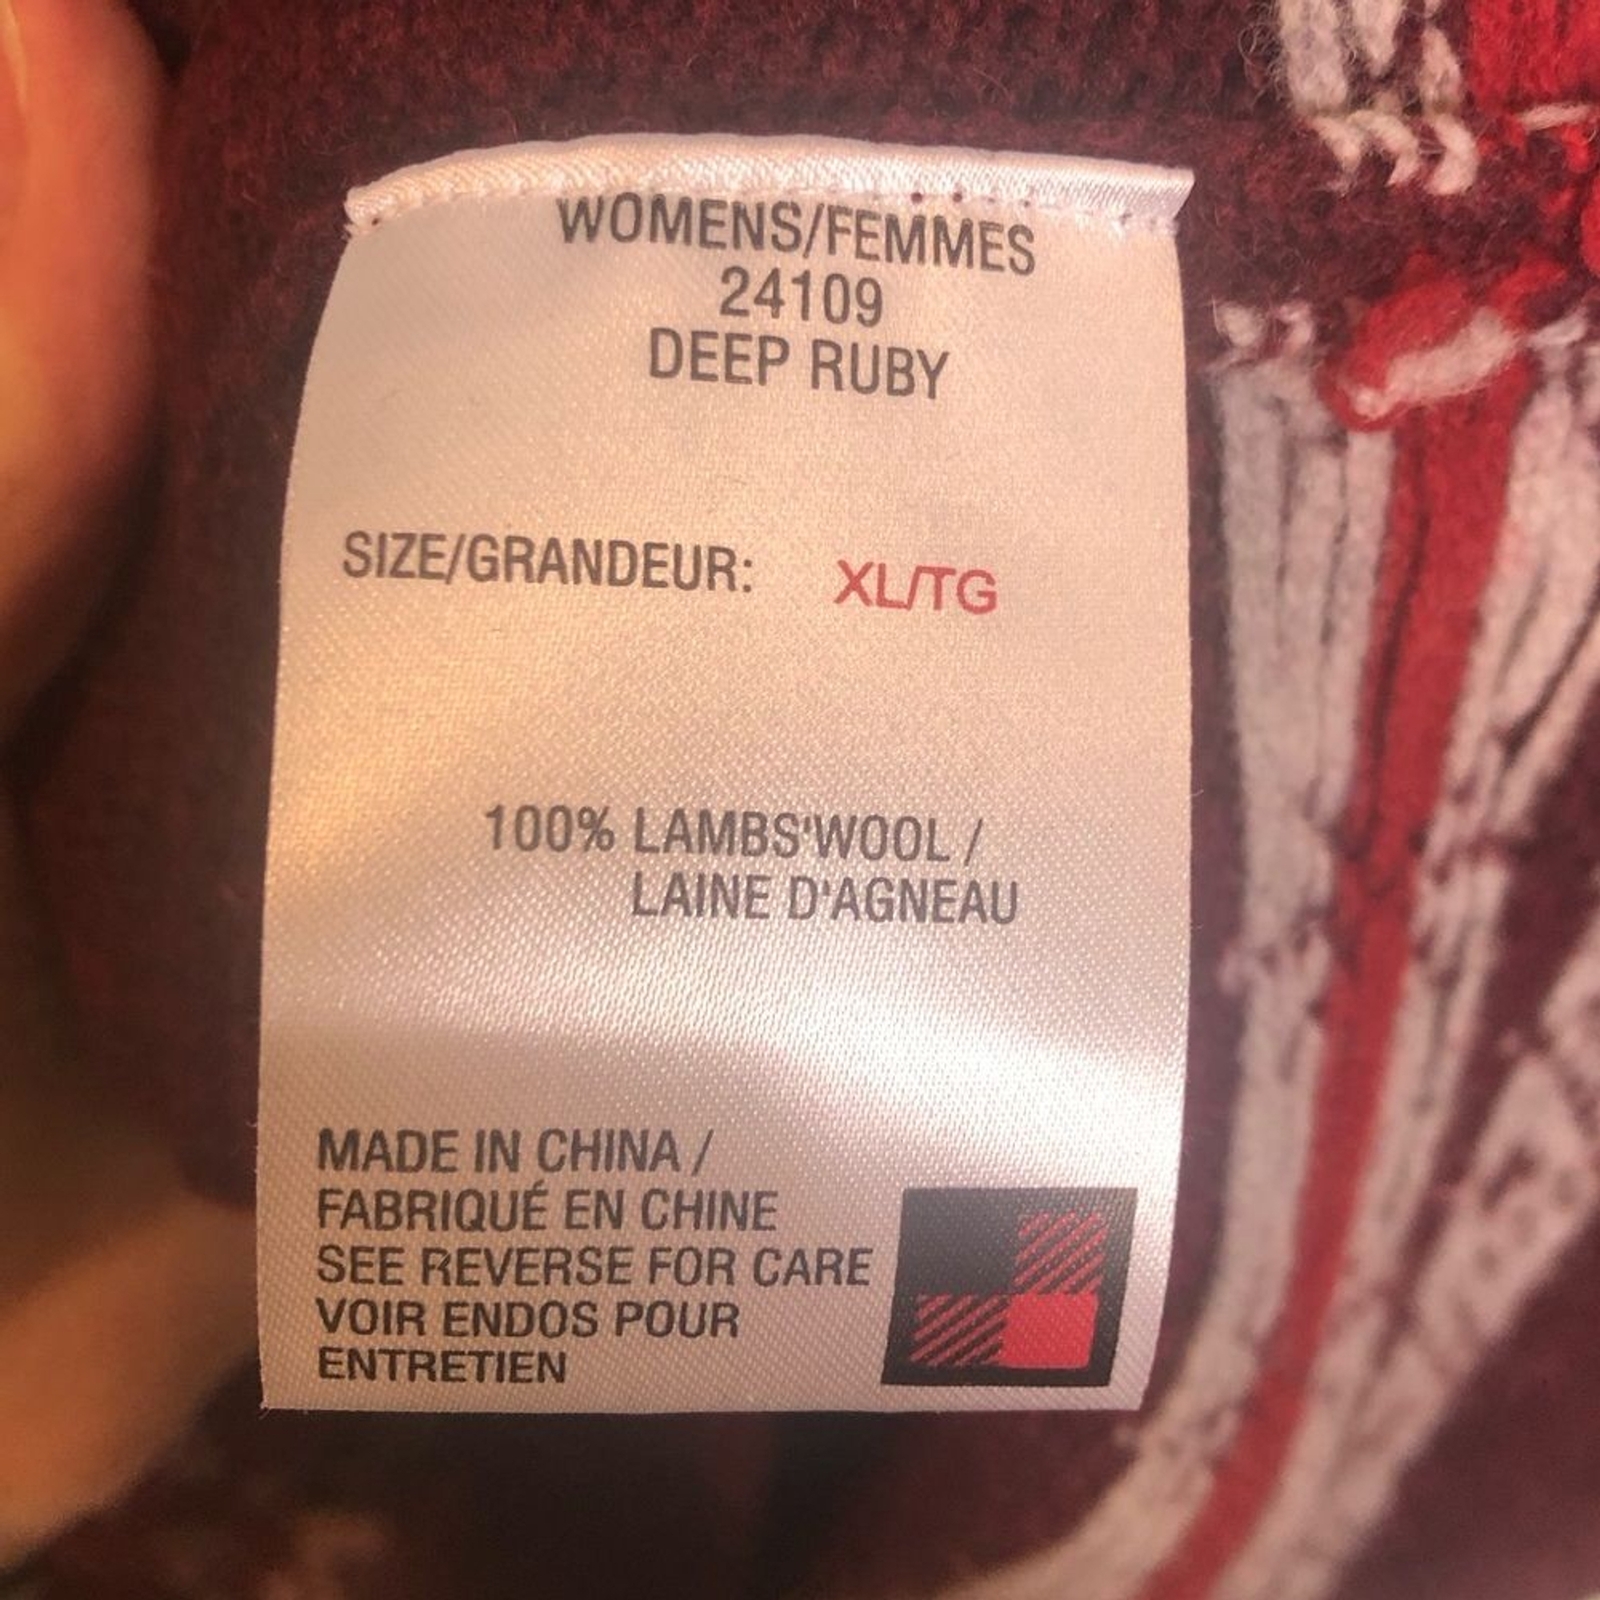 WOMENS/FEMMES
24109
DEEP RUBY
SIZE/GRANDEUR: XL/TG
100% LAMBS'WOOL /
LAINE D'AGNEAU
MADE IN CHINA /
FABRIQUÉ EN CHINE
SEE REVERSE FOR CARE
VOIR ENDOS POUR
ENTRETIEN